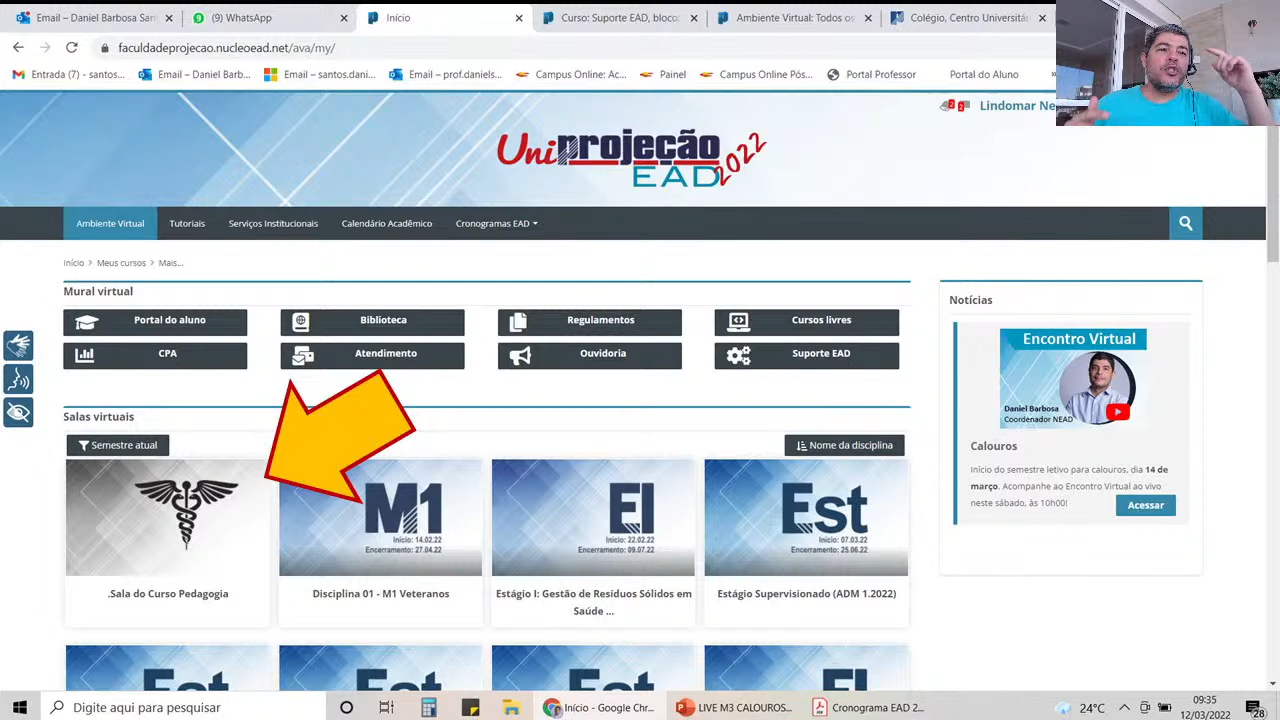 Email – Daniel Barbosa San
(9) WhatsApp
Início
Curso: Suporte EAD, bloco:
Ambiente Virtual: Todos os
Colégio, Centro Universitár
faculdadeprojecao.nucleoead.net/ava/my/
Entrada (7) - santos...
Email – Daniel Barb...
Email – santos.dani...
Email – prof.daniels...
Campus Online: Ac...
Painel
Campus Online Pós...
Portal Professor
Portal do Aluno
»
2
2
Lindomar Ne
Uniprojeção
EAD 2022
Ambiente Virtual
Tutoriais
Serviços Institucionais
Calendário Acadêmico
Cronogramas EAD
Início > Meus cursos > Mais...
Mural virtual
Portal do aluno
Biblioteca
Regulamentos
Cursos livres
CPA
Atendimento
Ouvidoria
Suporte EAD
Salas virtuais
Semestre atual
Nome da disciplina
.Sala do Curso Pedagogia
M1
Início: 14.02.22
Encerramento: 27.04.22
Disciplina 01 - M1 Veteranos
EI
Início: 22.02.22
Encerramento: 09.07.22
Estágio I: Gestão de Resíduos Sólidos em
Saúde ...
Est
Início: 07.03.22
Encerramento: 25.06.22
Estágio Supervisionado (ADM 1.2022)
Est
Est
Est
EI
Notícias
Encontro Virtual
Daniel Barbosa
Coordenador NEAD
Calouros
Início do semestre letivo para calouros, dia 14 de
março. Acompanhe ao Encontro Virtual ao vivo
neste sábado, às 10h00!
Acessar
Digite aqui para pesquisar
Início - Google Chr...
LIVE M3 CALOUROS...
Cronograma EAD 2...
24°C
09:35
12/03/2022
28